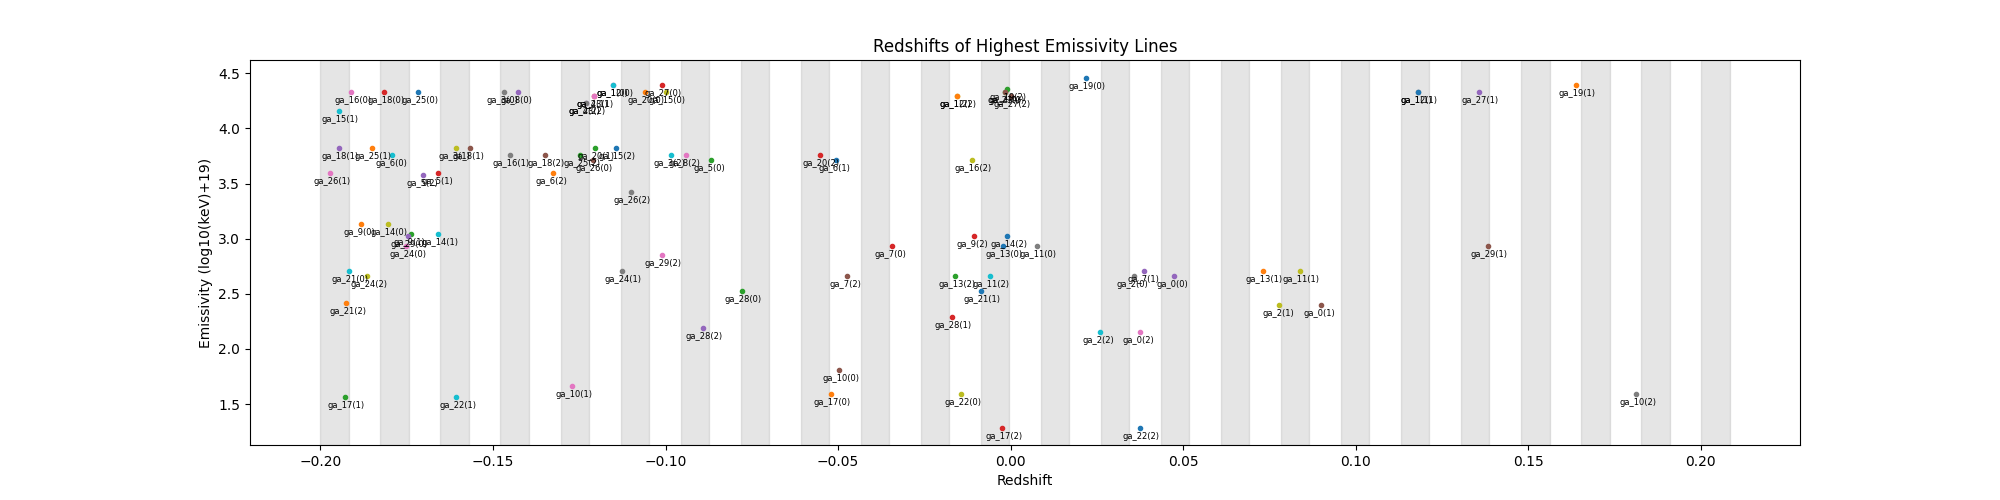 Redshifts of Highest Emissivity Lines
4.5
4.0
3.5
3.0
2.5
2.0
1.5
Emissivity (log10(keV)+19)
ga_19(0)
ga_16(0)
ga_18(0)
ga_25(0)
ga_19(1)
ga_27(1)
ga_27(2)
ga_15(1)
ga_18(1)
ga_25(1)
ga_6(0)
ga_16(1)
ga_18(2)
ga_15(2)
ga_26(0)
ga_5(0)
ga_20(2)
ga_6(1)
ga_16(2)
ga_26(1)
ga_5(1)
ga_6(2)
ga_26(2)
ga_9(0)
ga_14(0)
ga_14(1)
ga_24(0)
ga_9(2)
ga_14(2)
ga_13(0)
ga_11(0)
ga_7(0)
ga_29(1)
ga_29(2)
ga_21(0)
ga_24(2)
ga_24(1)
ga_7(2)
ga_13(2)
ga_11(2)
ga_2(0)
ga_7(1)
ga_0(0)
ga_13(1)
ga_11(1)
ga_28(0)
ga_21(1)
ga_21(2)
ga_2(1)
ga_0(1)
ga_28(2)
ga_28(1)
ga_2(2)
ga_0(2)
ga_10(0)
ga_10(1)
ga_17(1)
ga_22(1)
ga_17(0)
ga_22(0)
ga_10(2)
ga_17(2)
ga_22(2)
−0.20
−0.15
−0.10
−0.05
0.00
0.05
0.10
0.15
0.20
Redshift